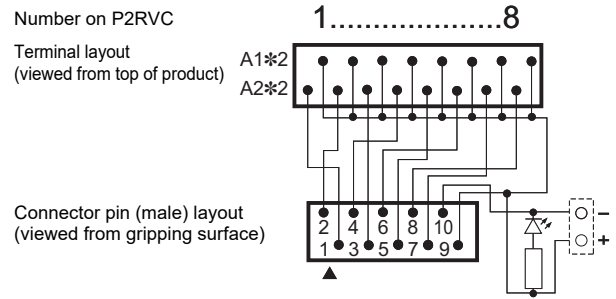 Number on P2RVC 1....................8
Terminal layout
(viewed from top of product)
A1✻2
A2✻2
Connector pin (male) layout
(viewed from gripping surface)
2 4 6 8 10
1 3 5 7 9
−
+